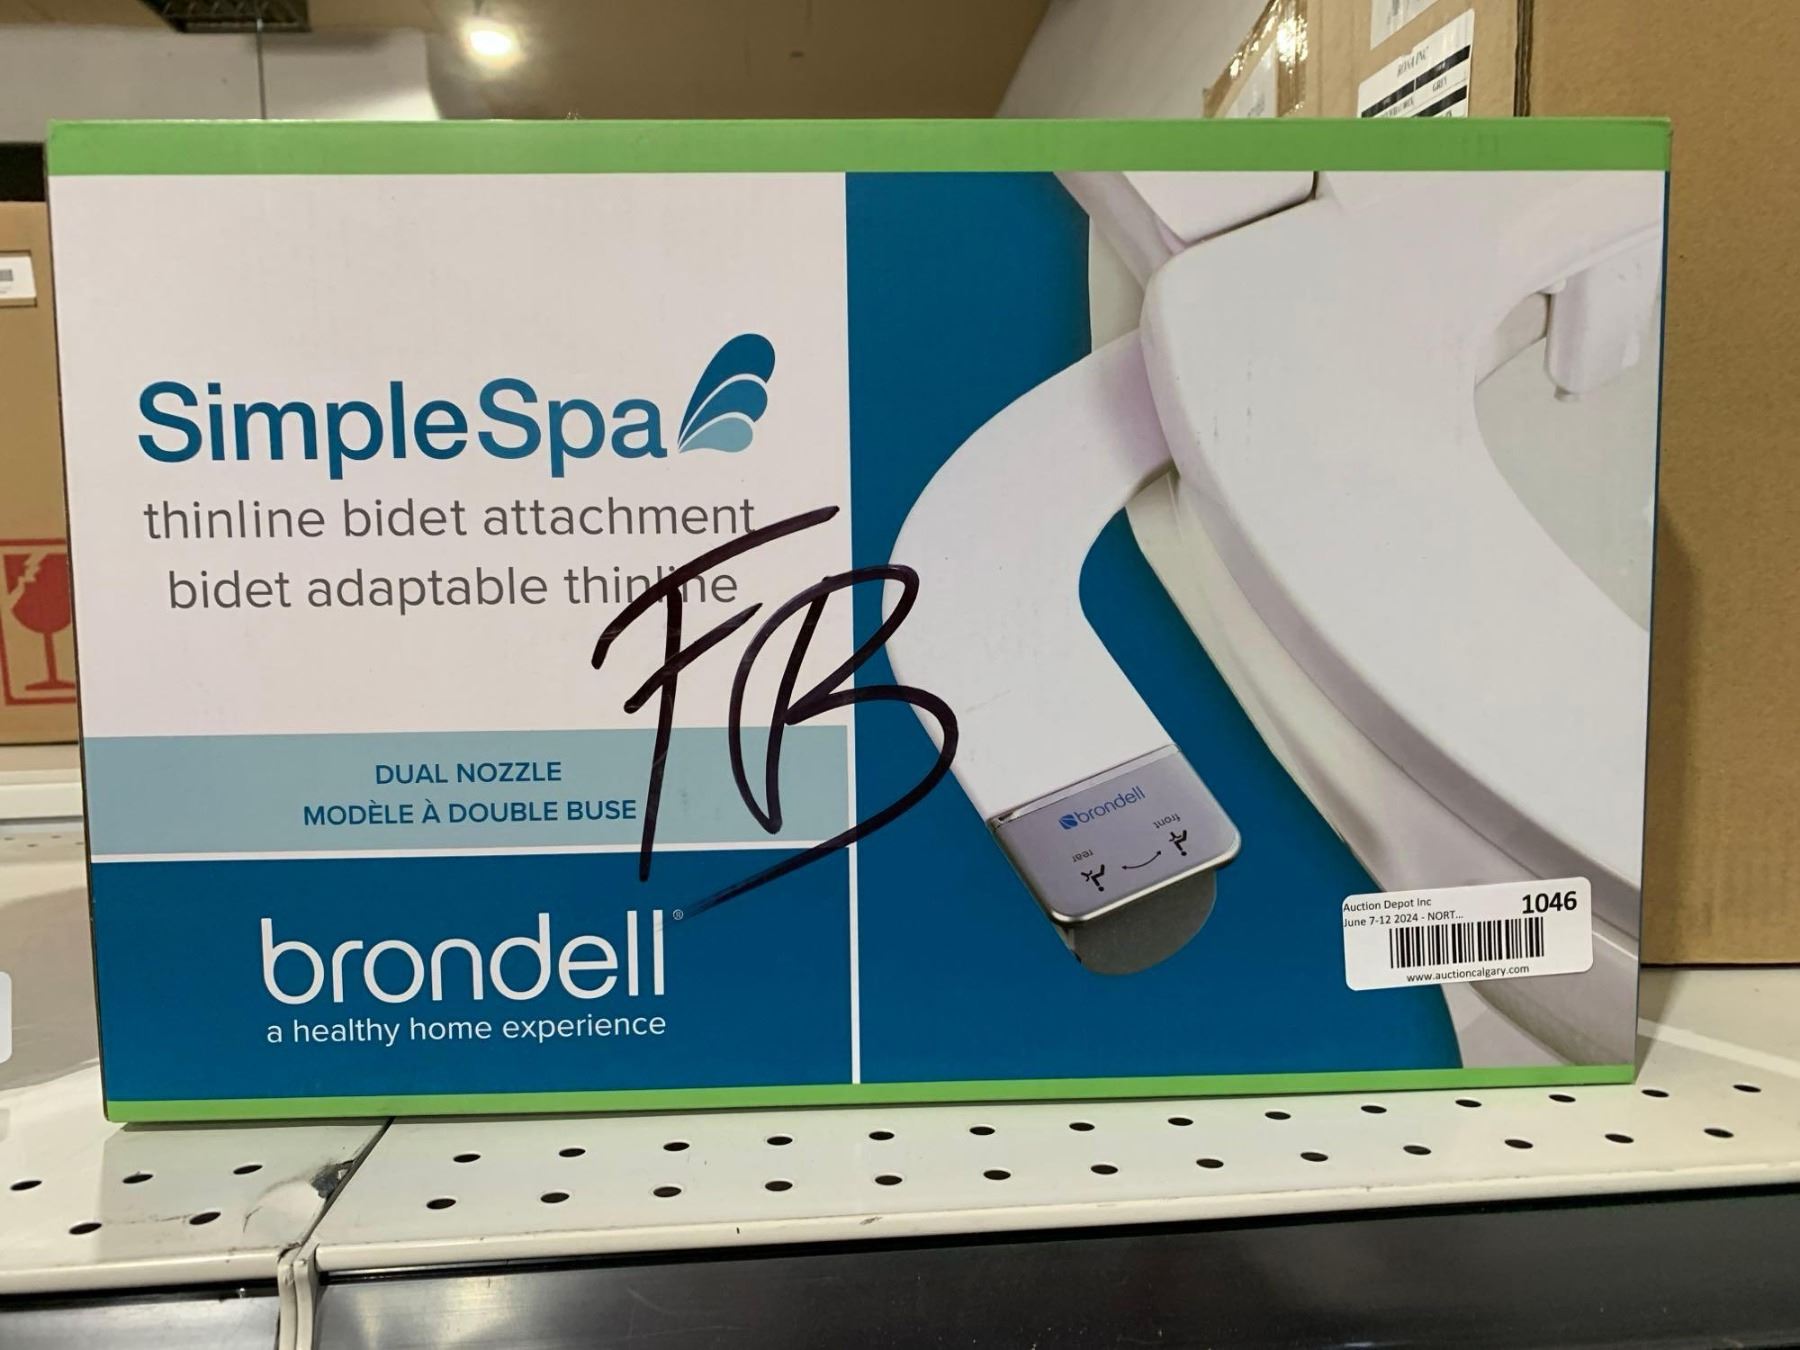 SimpleSpa
thinline bidet attachment
bidet adaptable thinline
FB
DUAL NOZZLE
MODÈLE À DOUBLE BUSE
brondell®
a healthy home experience
brondell
front
rear
Auction Depot Inc
1046
June 7-12 2024 - NORT...
www.auctioncalgary.com
GREY